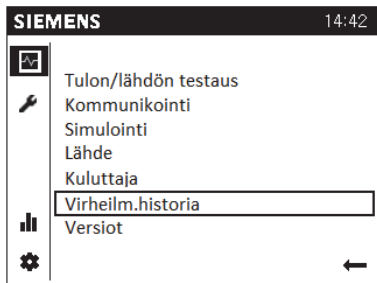 SIEMENS 14:42
Tulon/lähdön testaus
Kommunikointi
Simulointi
Lähde
Kuluttaja
Virheilm.historia
Versiot